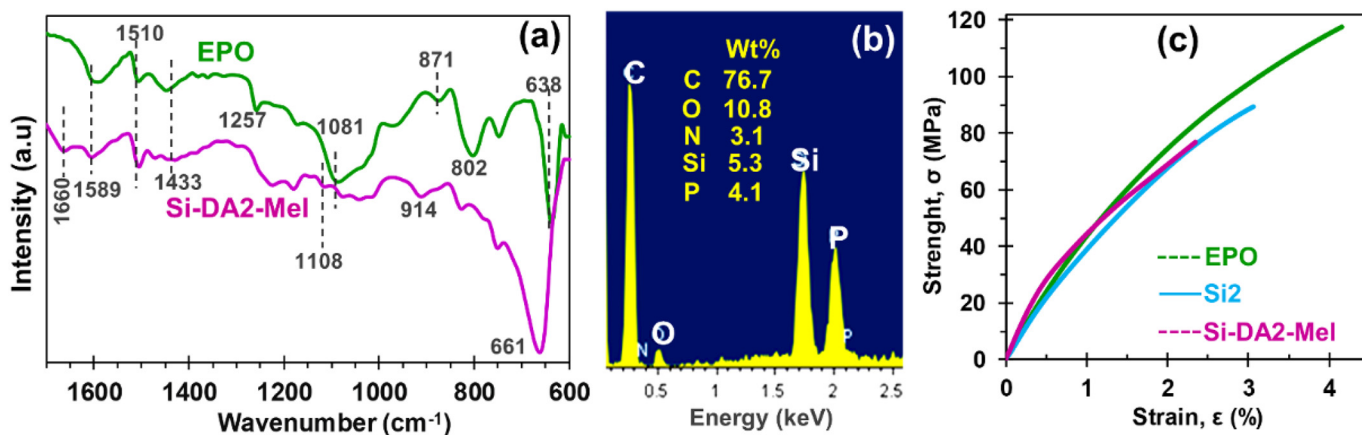 (a)
1510
EPO
871
638
1257
1081
802
1660
1589
1433
Si-DA2-Mel
914
1108
661
Intensity (a.u)
1600 1400 1200 1000 800 600
Wavenumber (cm⁻¹)
(b)
Wt%
C 76.7
O 10.8
N 3.1
Si 5.3
P 4.1
C
N
O
Si
P
P
0.5 1 1.5 2 2.5
Energy (keV)
(c)
Strenght, σ (MPa)
120
100
80
60
40
20
0
EPO
Si2
Si-DA2-Mel
0 1 2 3 4
Strain, ε (%)